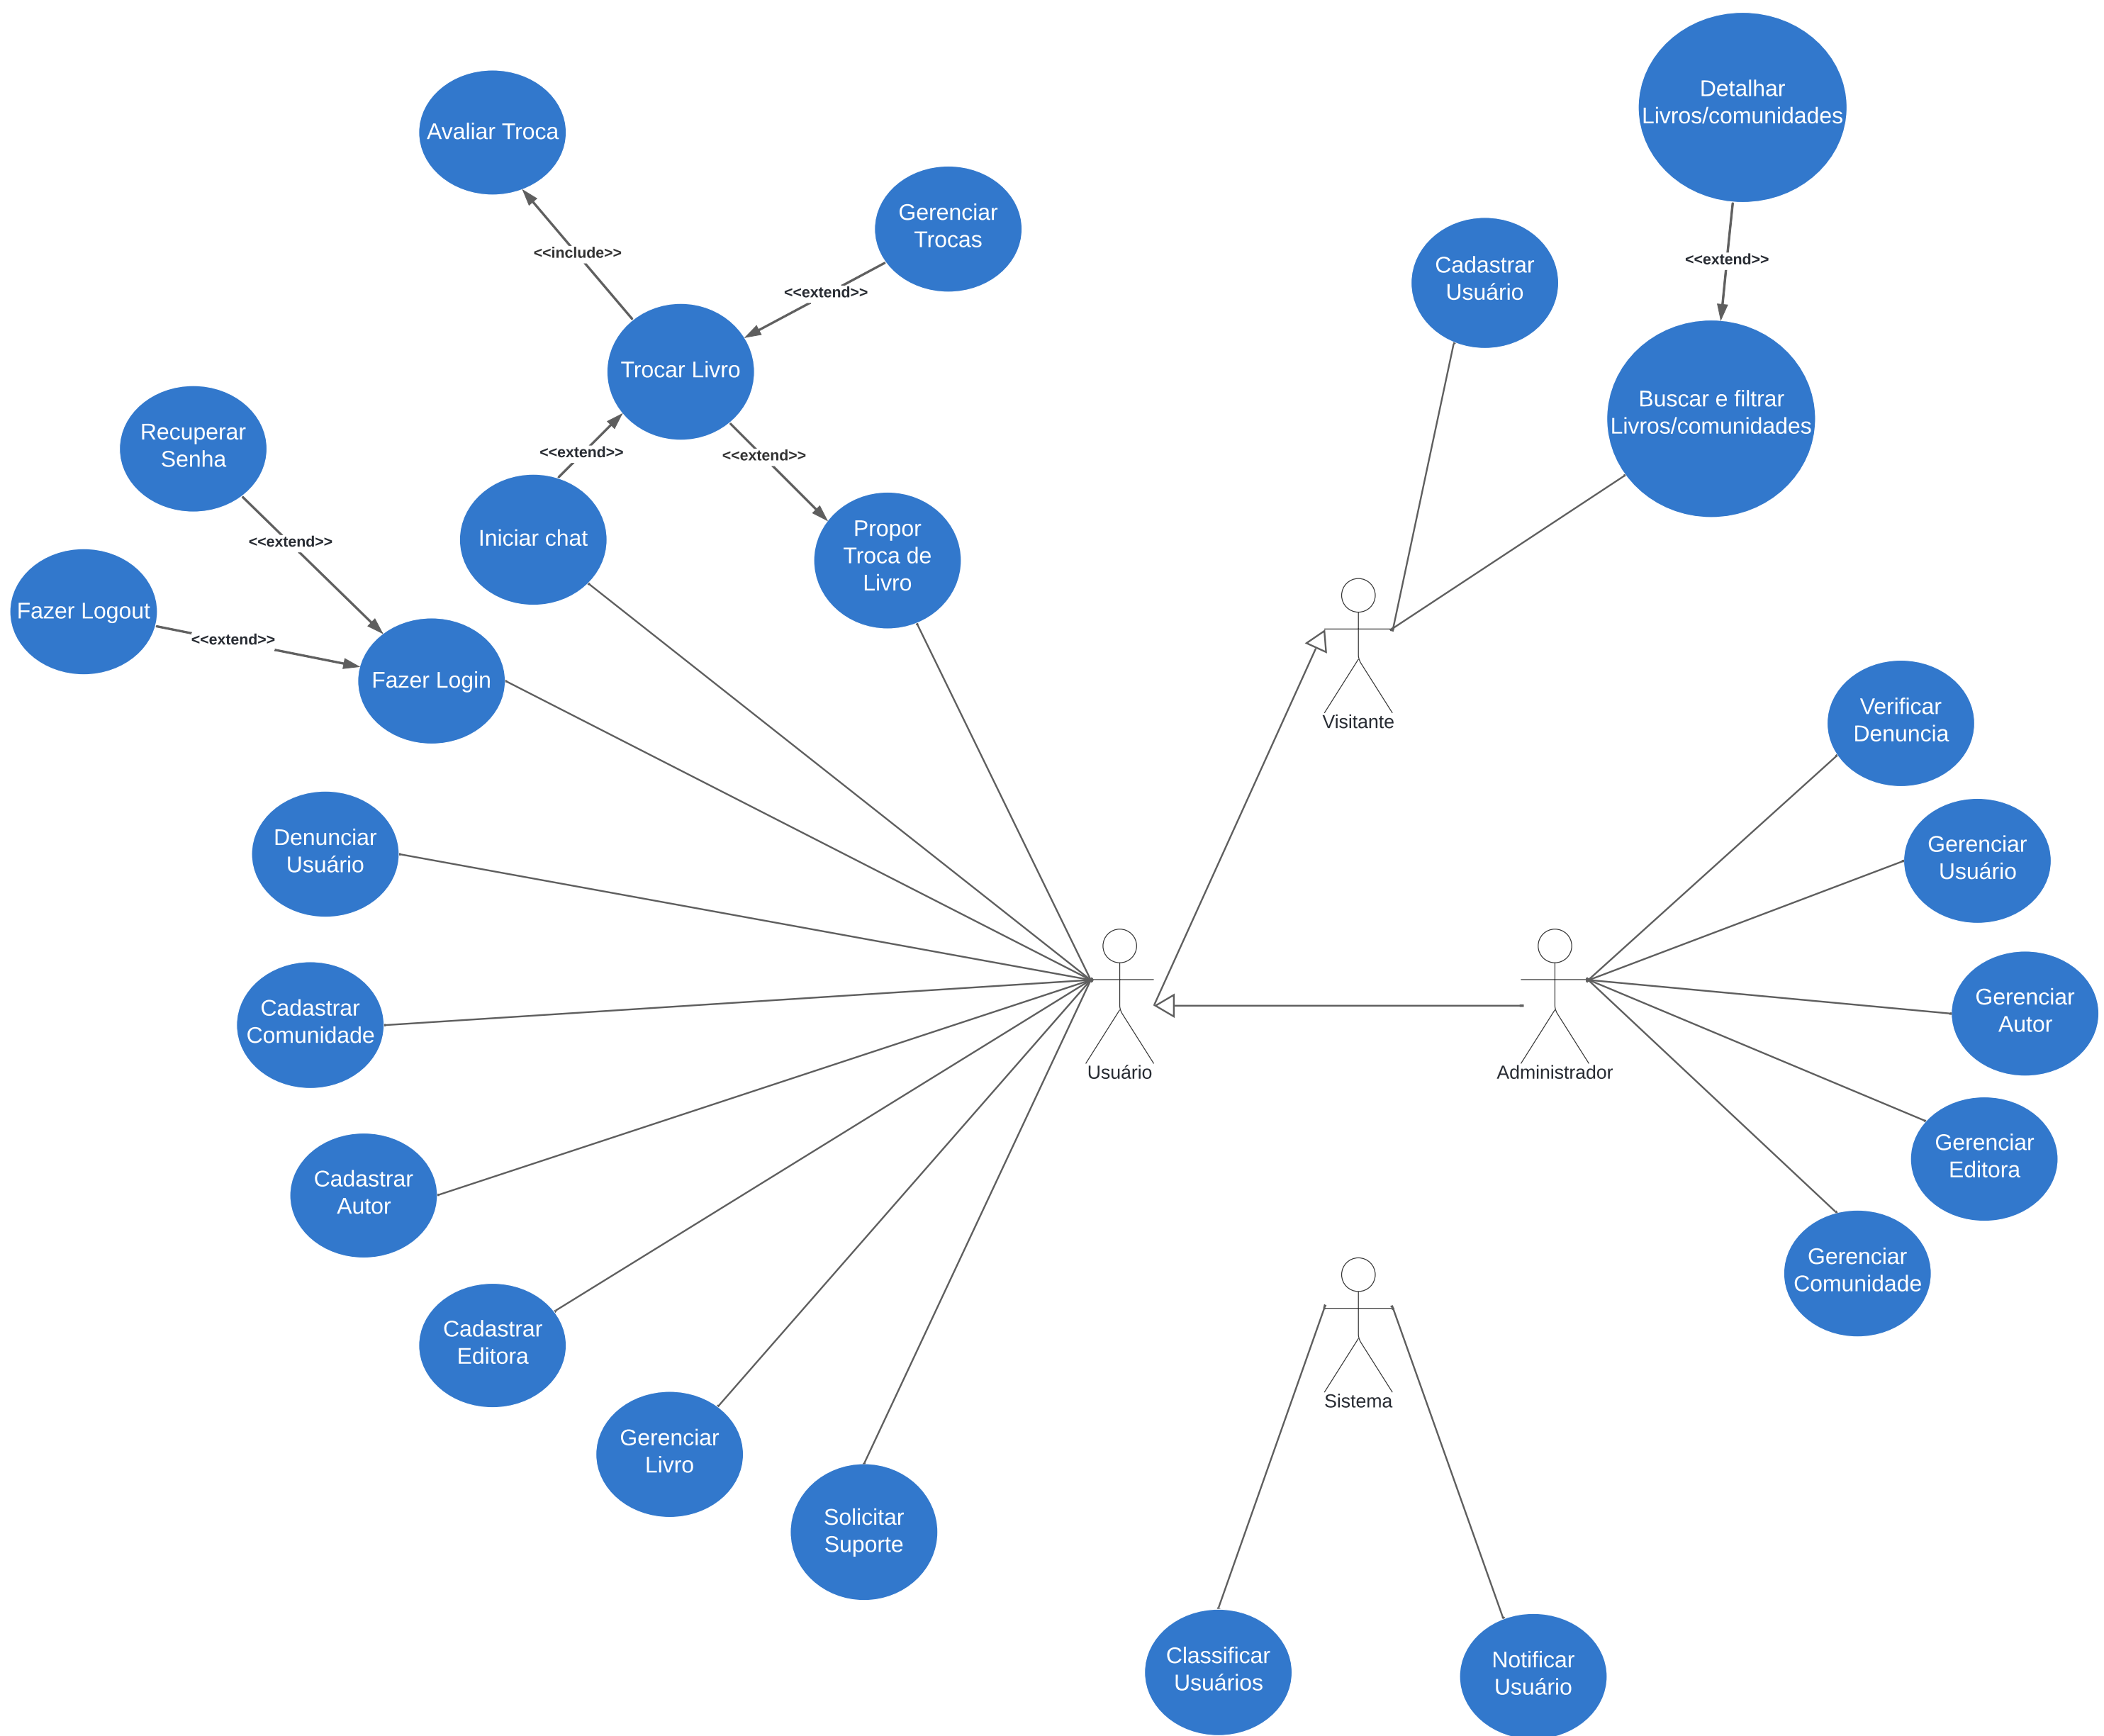 Detalhar
Livros/comunidades
Avaliar Troca
Gerenciar
Trocas
<<include>>
Cadastrar
Usuário
<<extend>>
<<extend>>
Trocar Livro
Buscar e filtrar
Livros/comunidades
Recuperar
Senha
<<extend>>
<<extend>>
Iniciar chat
Propor
Troca de
Livro
<<extend>>
Fazer Logout
<<extend>>
Fazer Login
Visitante
Verificar
Denuncia
Denunciar
Usuário
Gerenciar
Usuário
Cadastrar
Comunidade
Gerenciar
Autor
Usuário
Administrador
Cadastrar
Autor
Gerenciar
Editora
Gerenciar
Comunidade
Cadastrar
Editora
Sistema
Gerenciar
Livro
Solicitar
Suporte
Classificar
Usuários
Notificar
Usuário